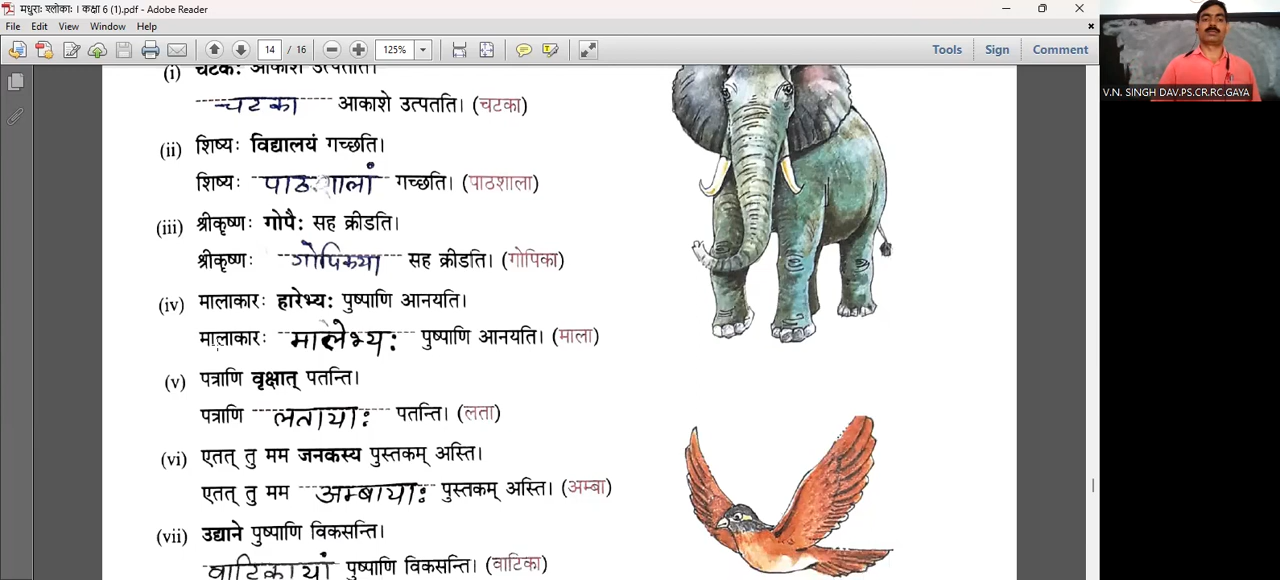 मधुराः श्लोकाः । कक्षा 6 (1).pdf - Adobe Reader
File Edit View Window Help
14 / 16 125% Tools Sign Comment
V.N. SINGH DAV.PS.CR.RC.GAYA
(i) चटकः आकाशे उत्पतति।
चटका आकाशे उत्पतति। (चटका)
(ii) शिष्यः विद्यालयं गच्छति।
शिष्यः पाठशालां गच्छति। (पाठशाला)
(iii) श्रीकृष्णः गोपैः सह क्रीडति।
श्रीकृष्णः गोपिकया सह क्रीडति। (गोपिका)
(iv) मालाकारः हारेभ्यः पुष्पाणि आनयति।
मालाकारः मालेभ्यः पुष्पाणि आनयति। (माला)
(v) पत्राणि वृक्षात् पतन्ति।
पत्राणि लतायाः पतन्ति। (लता)
(vi) एतत् तु मम जनकस्य पुस्तकम् अस्ति।
एतत् तु मम अम्बायाः पुस्तकम् अस्ति। (अम्बा)
(vii) उद्याने पुष्पाणि विकसन्ति।
वाटिकायां पुष्पाणि विकसन्ति। (वाटिका)